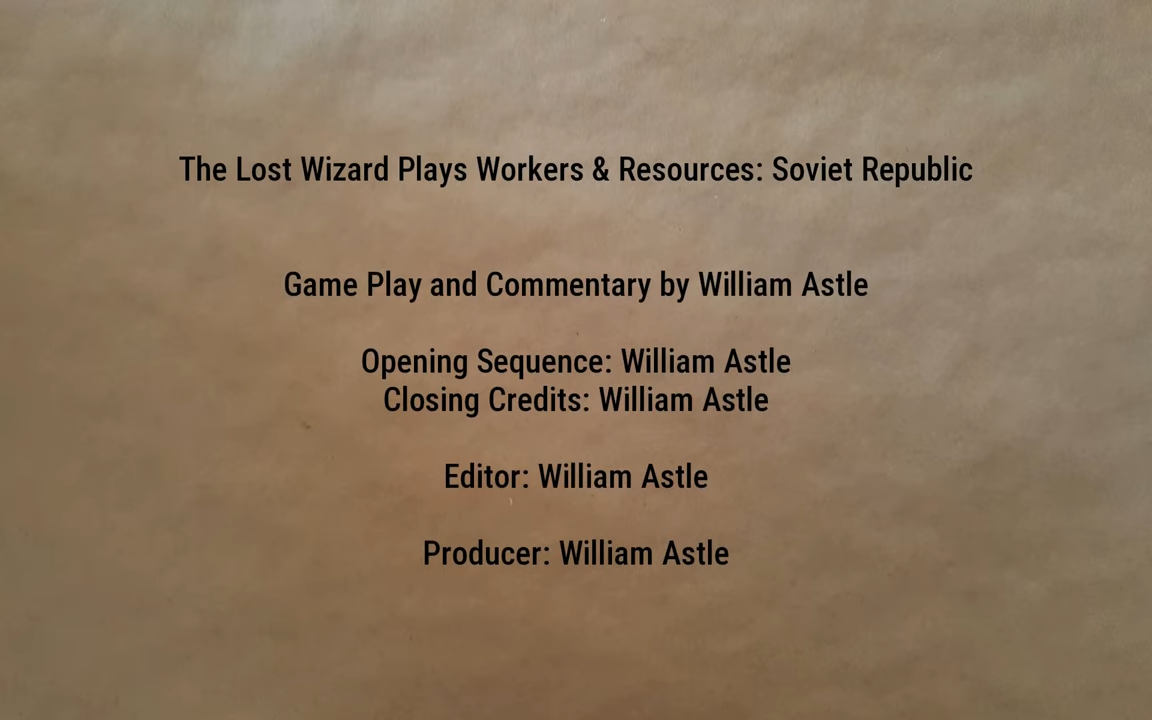 The Lost Wizard Plays Workers & Resources: Soviet Republic
Game Play and Commentary by William Astle
Opening Sequence: William Astle
Closing Credits: William Astle
Editor: William Astle
Producer: William Astle